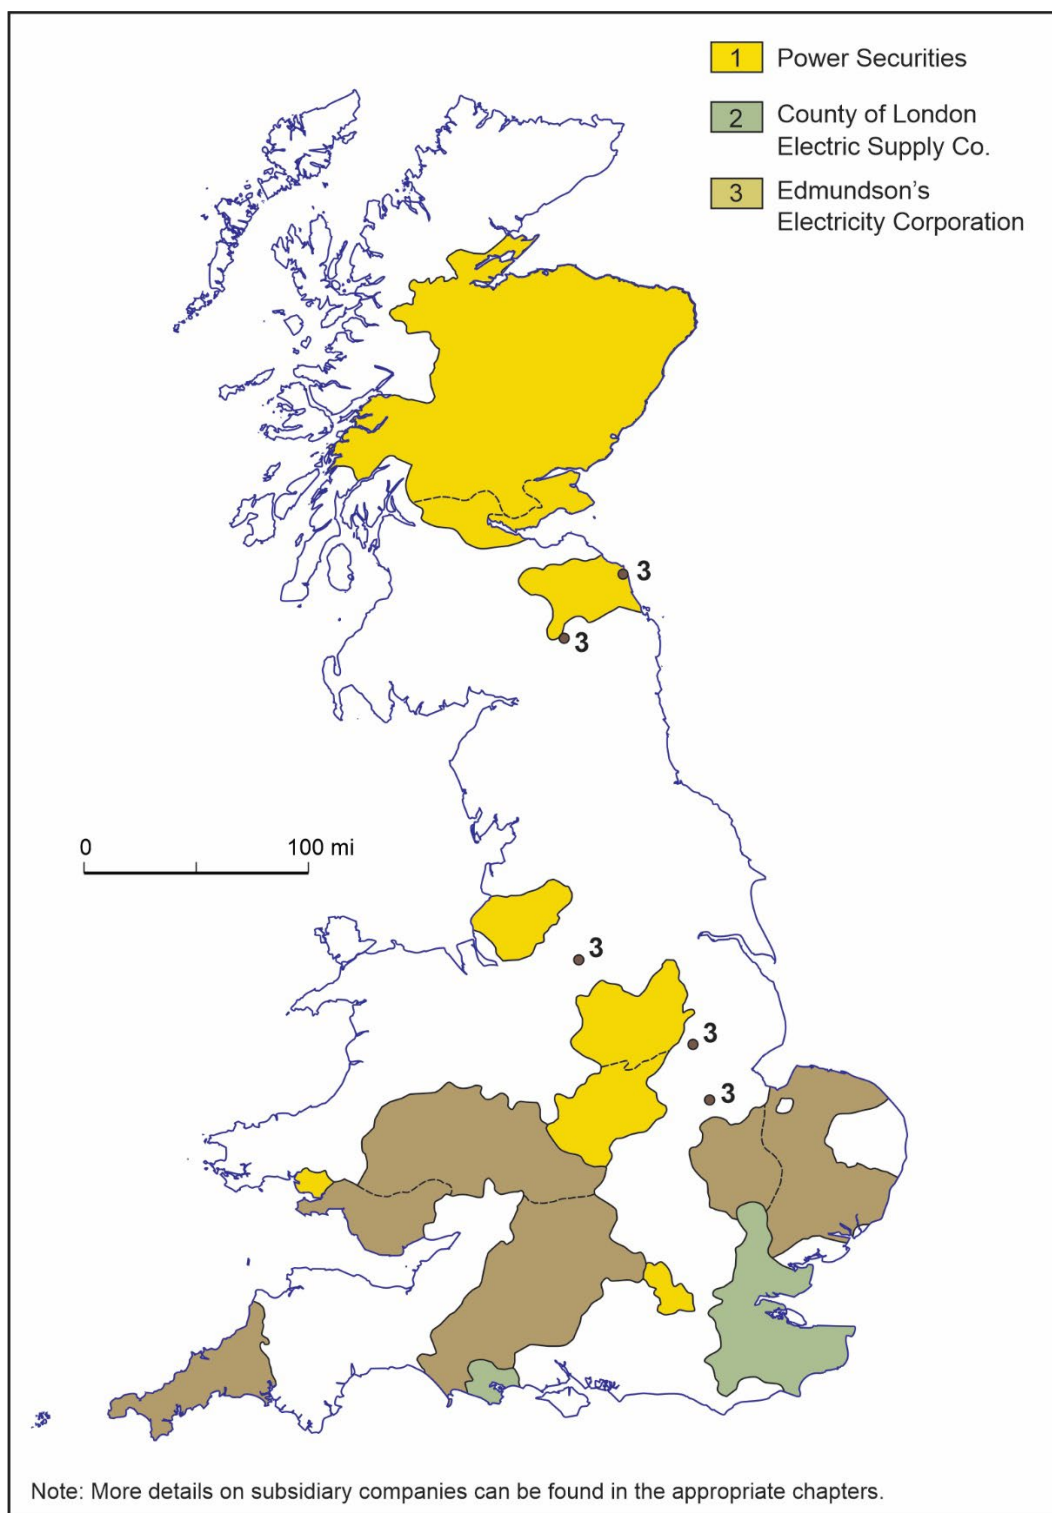 1 Power Securities
2 County of London
Electric Supply Co.
3 Edmundson's
Electricity Corporation
3
3
0 100 mi
3
3
3
Note: More details on subsidiary companies can be found in the appropriate chapters.